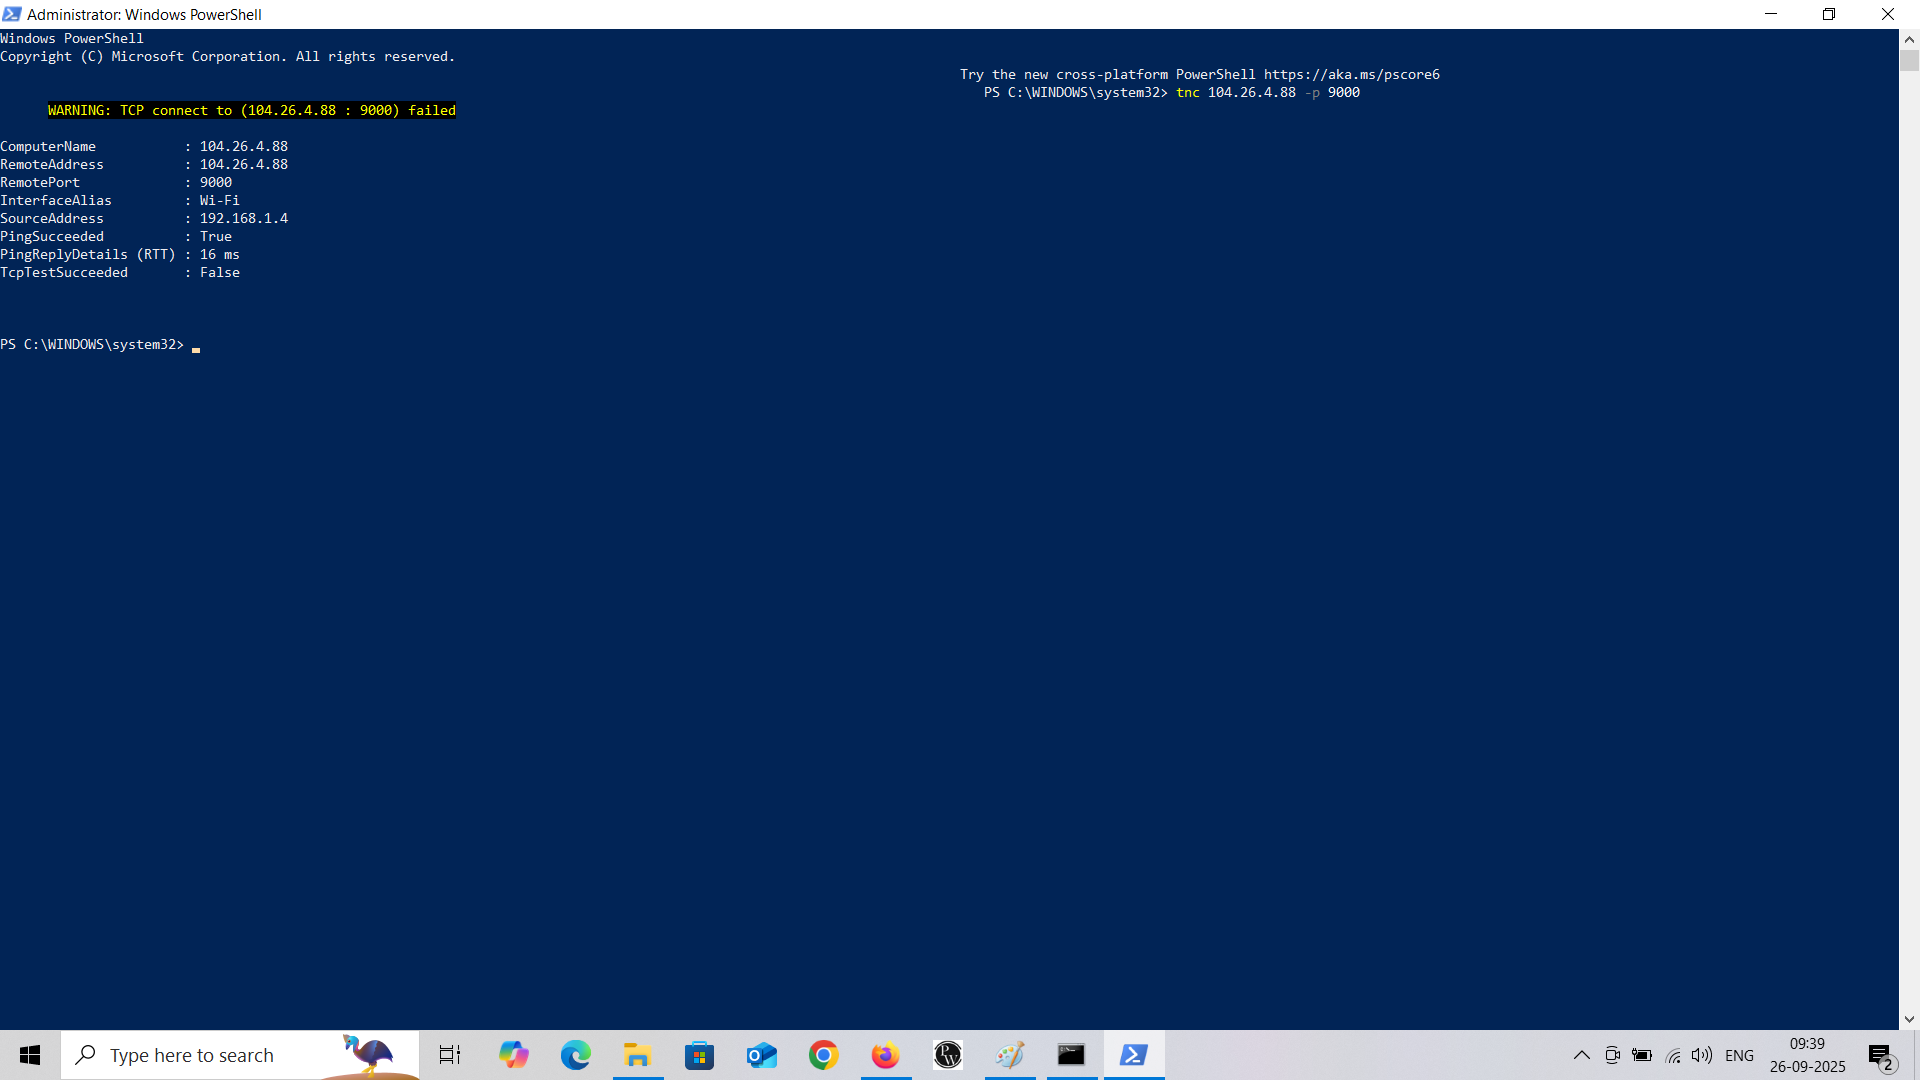 Administrator: Windows PowerShell
Windows PowerShell
Copyright (C) Microsoft Corporation. All rights reserved.
Try the new cross-platform PowerShell https://aka.ms/pscore6
PS C:\WINDOWS\system32> tnc 104.26.4.88 -p 9000
WARNING: TCP connect to (104.26.4.88 : 9000) failed
ComputerName : 104.26.4.88
RemoteAddress : 104.26.4.88
RemotePort : 9000
InterfaceAlias : Wi-Fi
SourceAddress : 192.168.1.4
PingSucceeded : True
PingReplyDetails (RTT) : 16 ms
TcpTestSucceeded : False
PS C:\WINDOWS\system32>
Type here to search
PW
ENG
09:39
26-09-2025
2